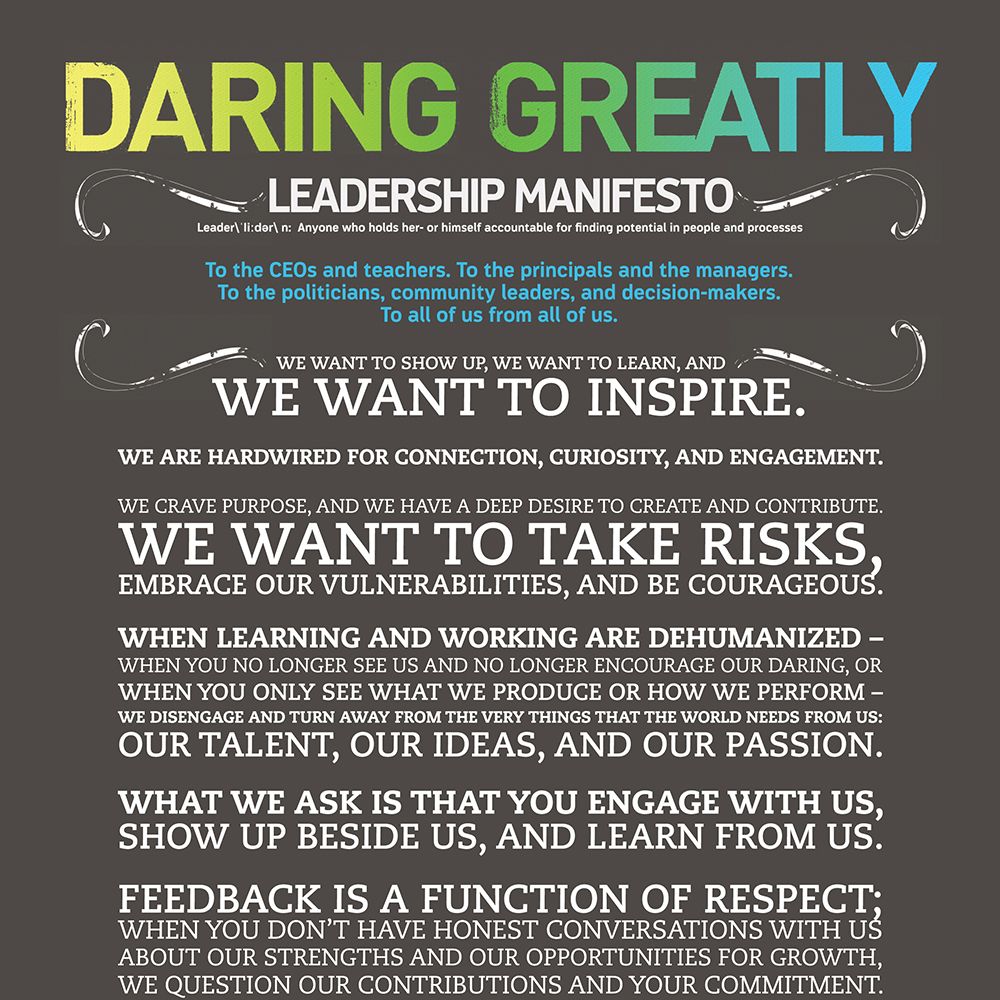 DARING GREATLY
LEADERSHIP MANIFESTO
Leader\ˈli:dər\ n: Anyone who holds her- or himself accountable for finding potential in people and processes
To the CEOs and teachers. To the principals and the managers.
To the politicians, community leaders, and decision-makers.
To all of us from all of us.
WE WANT TO SHOW UP, WE WANT TO LEARN, AND
WE WANT TO INSPIRE.
WE ARE HARDWIRED FOR CONNECTION, CURIOSITY, AND ENGAGEMENT.
WE CRAVE PURPOSE, AND WE HAVE A DEEP DESIRE TO CREATE AND CONTRIBUTE.
WE WANT TO TAKE RISKS,
EMBRACE OUR VULNERABILITIES, AND BE COURAGEOUS.
WHEN LEARNING AND WORKING ARE DEHUMANIZED –
WHEN YOU NO LONGER SEE US AND NO LONGER ENCOURAGE OUR DARING, OR
WHEN YOU ONLY SEE WHAT WE PRODUCE OR HOW WE PERFORM –
WE DISENGAGE AND TURN AWAY FROM THE VERY THINGS THAT THE WORLD NEEDS FROM US:
OUR TALENT, OUR IDEAS, AND OUR PASSION.
WHAT WE ASK IS THAT YOU ENGAGE WITH US,
SHOW UP BESIDE US, AND LEARN FROM US.
FEEDBACK IS A FUNCTION OF RESPECT;
WHEN YOU DON'T HAVE HONEST CONVERSATIONS WITH US
ABOUT OUR STRENGTHS AND OUR OPPORTUNITIES FOR GROWTH,
WE QUESTION OUR CONTRIBUTIONS AND YOUR COMMITMENT.